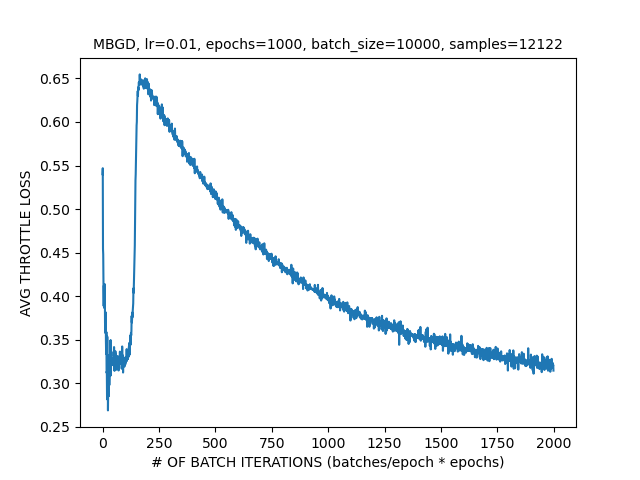 MBGD, lr=0.01, epochs=1000, batch_size=10000, samples=12122
AVG THROTTLE LOSS
0.65
0.60
0.55
0.50
0.45
0.40
0.35
0.30
0.25
0 250 500 750 1000 1250 1500 1750 2000
# OF BATCH ITERATIONS (batches/epoch * epochs)